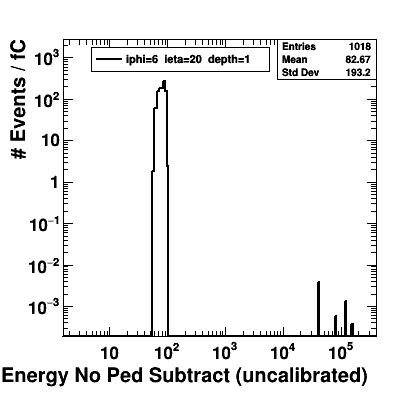 iphi=6 ieta=20 depth=1
Entries 1018
Mean 82.67
Std Dev 193.2
# Events / fC
10³
10²
10
1
10⁻¹
10⁻²
10⁻³
10 10² 10³ 10⁴ 10⁵
Energy No Ped Subtract (uncalibrated)